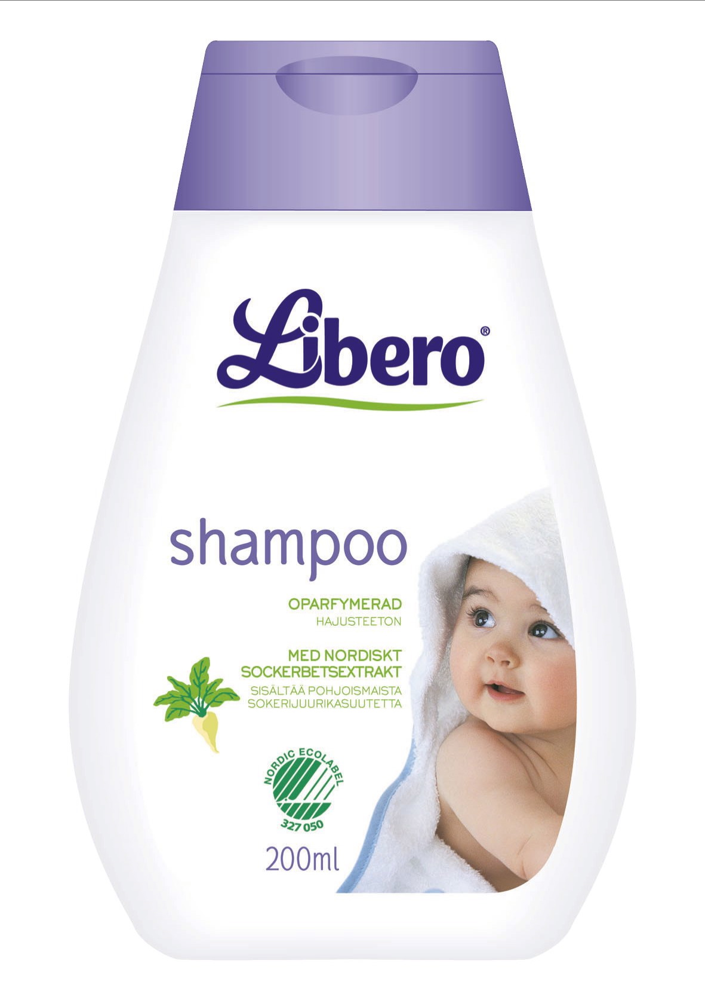 Libero®
shampoo
OPARFYMERAD
HAJUSTEETON
MED NORDISKT
SOCKERBETSEXTRAKT
SISÄLTÄÄ POHJOISMAISTA
SOKERIJUURIKASUUTETTA
NORDIC ECOLABEL
327 050
200ml